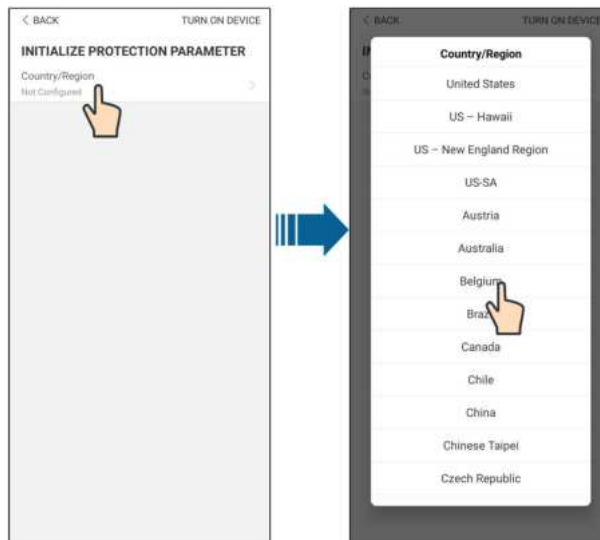 < BACK
TURN ON DEVICE
INITIALIZE PROTECTION PARAMETER
Country/Region
Not Configured
< BACK
TURN ON DEVICE
Country/Region
United States
US – Hawaii
US – New England Region
US-SA
Austria
Australia
Belgium
Canada
Chile
China
Chinese Taipei
Czech Republic